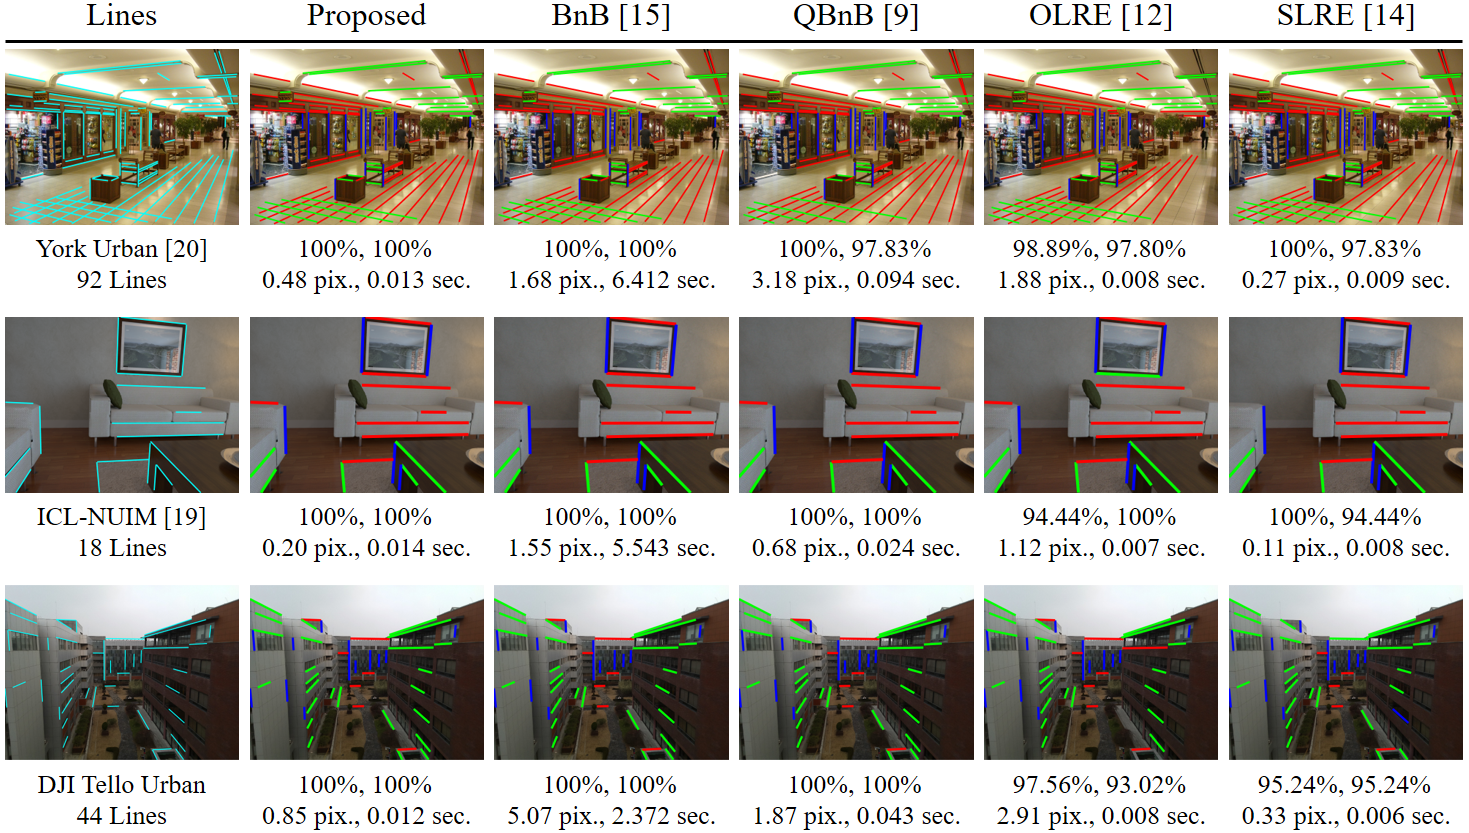 Lines Proposed BnB [15] QBnB [9] OLRE [12] SLRE [14]
York Urban [20] 100%, 100% 100%, 100% 100%, 97.83% 98.89%, 97.80% 100%, 97.83%
92 Lines 0.48 pix., 0.013 sec. 1.68 pix., 6.412 sec. 3.18 pix., 0.094 sec. 1.88 pix., 0.008 sec. 0.27 pix., 0.009 sec.
ICL-NUIM [19] 100%, 100% 100%, 100% 100%, 100% 94.44%, 100% 100%, 94.44%
18 Lines 0.20 pix., 0.014 sec. 1.55 pix., 5.543 sec. 0.68 pix., 0.024 sec. 1.12 pix., 0.007 sec. 0.11 pix., 0.008 sec.
DJI Tello Urban 100%, 100% 100%, 100% 100%, 100% 97.56%, 93.02% 95.24%, 95.24%
44 Lines 0.85 pix., 0.012 sec. 5.07 pix., 2.372 sec. 1.87 pix., 0.043 sec. 2.91 pix., 0.008 sec. 0.33 pix., 0.006 sec.